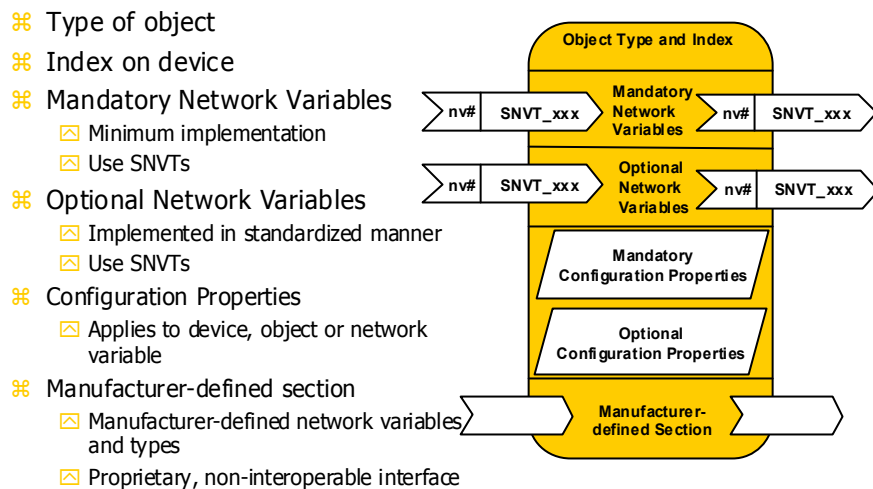 Type of object
Index on device
Mandatory Network Variables
Minimum implementation
Use SNVTs
Optional Network Variables
Implemented in standardized manner
Use SNVTs
Configuration Properties
Applies to device, object or network
variable
Manufacturer-defined section
Manufacturer-defined network variables
and types
Proprietary, non-interoperable interface
Object Type and Index
nv# SNVT_xxx
Mandatory
Network
Variables
nv# SNVT_xxx
nv# SNVT_xxx
Optional
Network
Variables
nv# SNVT_xxx
Mandatory
Configuration Properties
Optional
Configuration Properties
Manufacturer-
defined Section